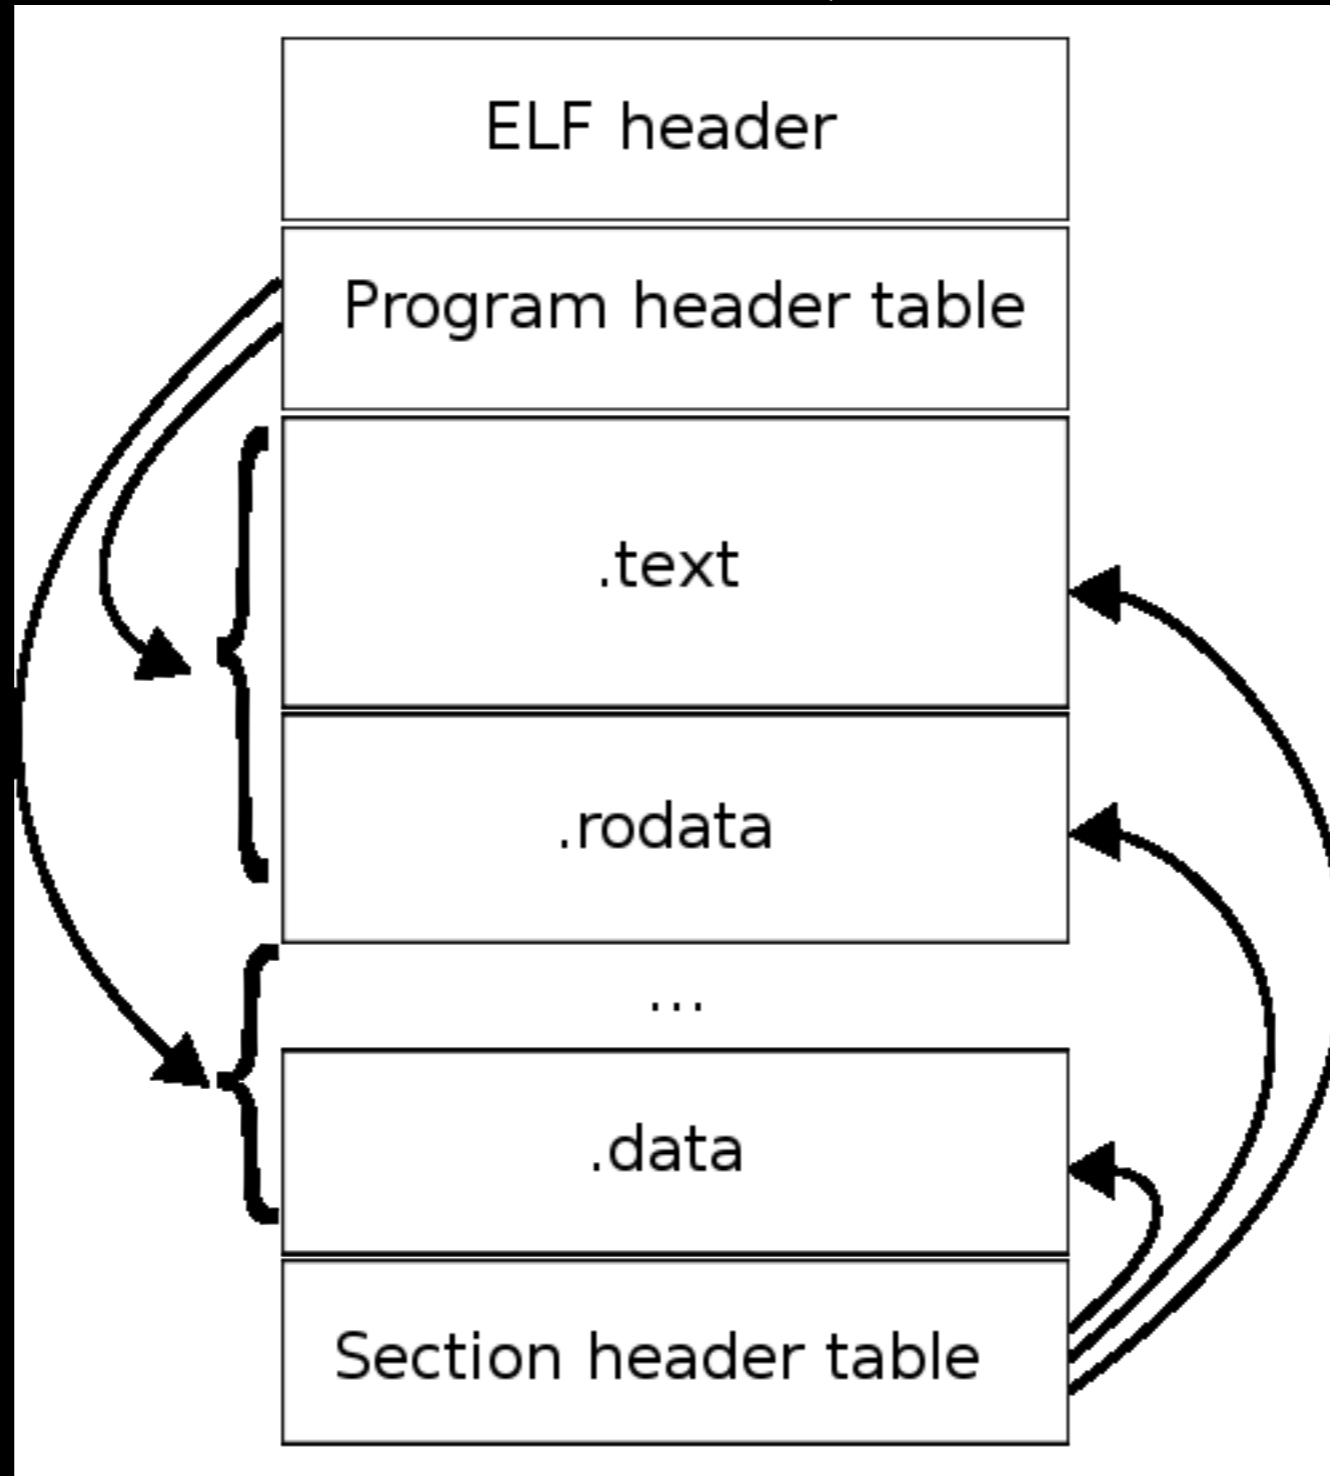 ELF header
Program header table
.text
.rodata
...
.data
Section header table